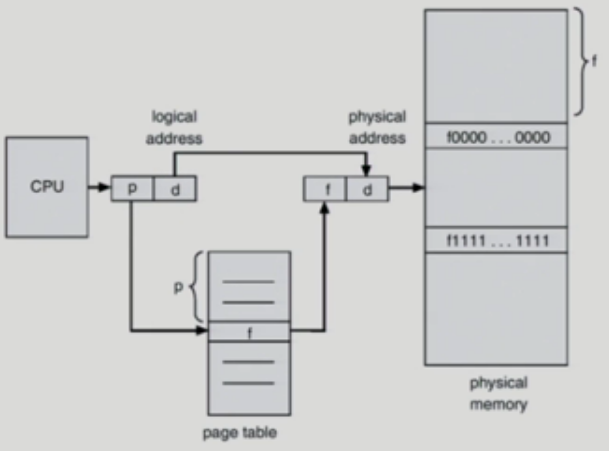 logical
address
physical
address
CPU
p d
f d
f
f0000 . . . 0000
f1111 . . . 1111
p
f
page table
physical
memory